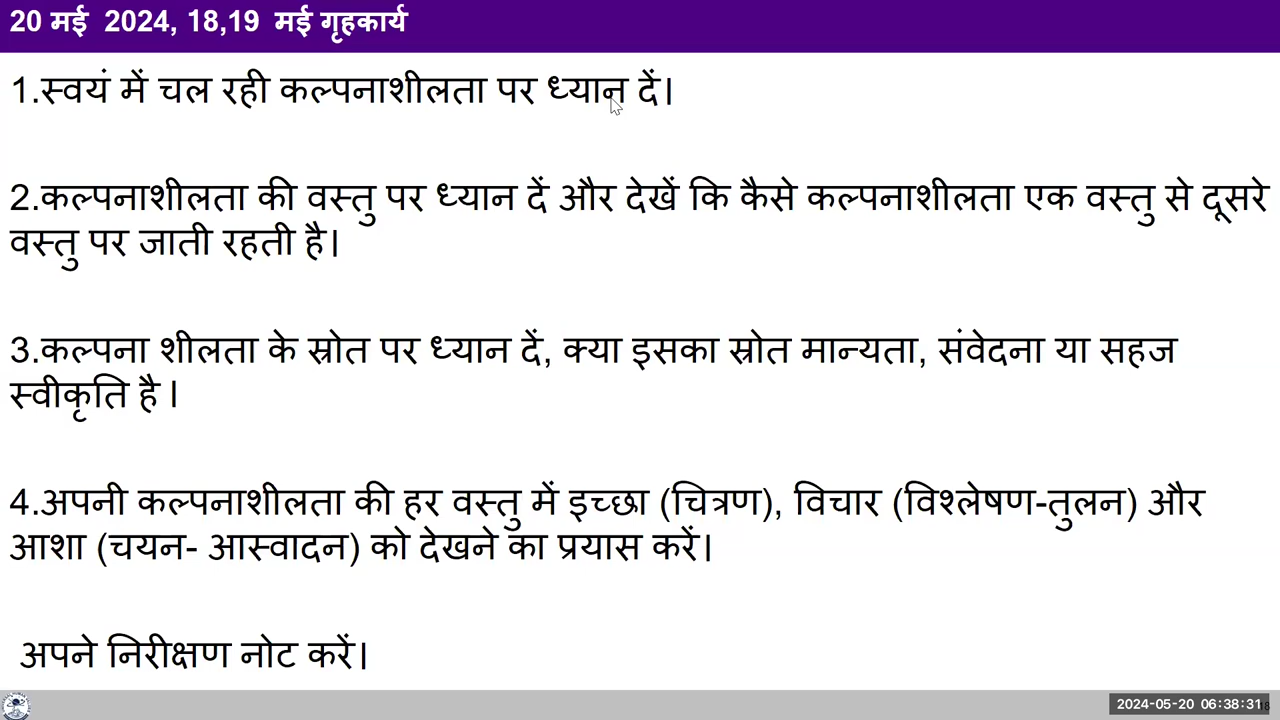 20 मई 2024, 18,19 मई गृहकार्य
1.स्वयं में चल रही कल्पनाशीलता पर ध्यान दें।
2.कल्पनाशीलता की वस्तु पर ध्यान दें और देखें कि कैसे कल्पनाशीलता एक वस्तु से दूसरे
वस्तु पर जाती रहती है।
3.कल्पना शीलता के स्रोत पर ध्यान दें, क्या इसका स्रोत मान्यता, संवेदना या सहज
स्वीकृति है।
4.अपनी कल्पनाशीलता की हर वस्तु में इच्छा (चित्रण), विचार (विश्लेषण-तुलन) और
आशा (चयन- आस्वादन) को देखने का प्रयास करें।
अपने निरीक्षण नोट करें।
2024-05-20 06:38:31
18